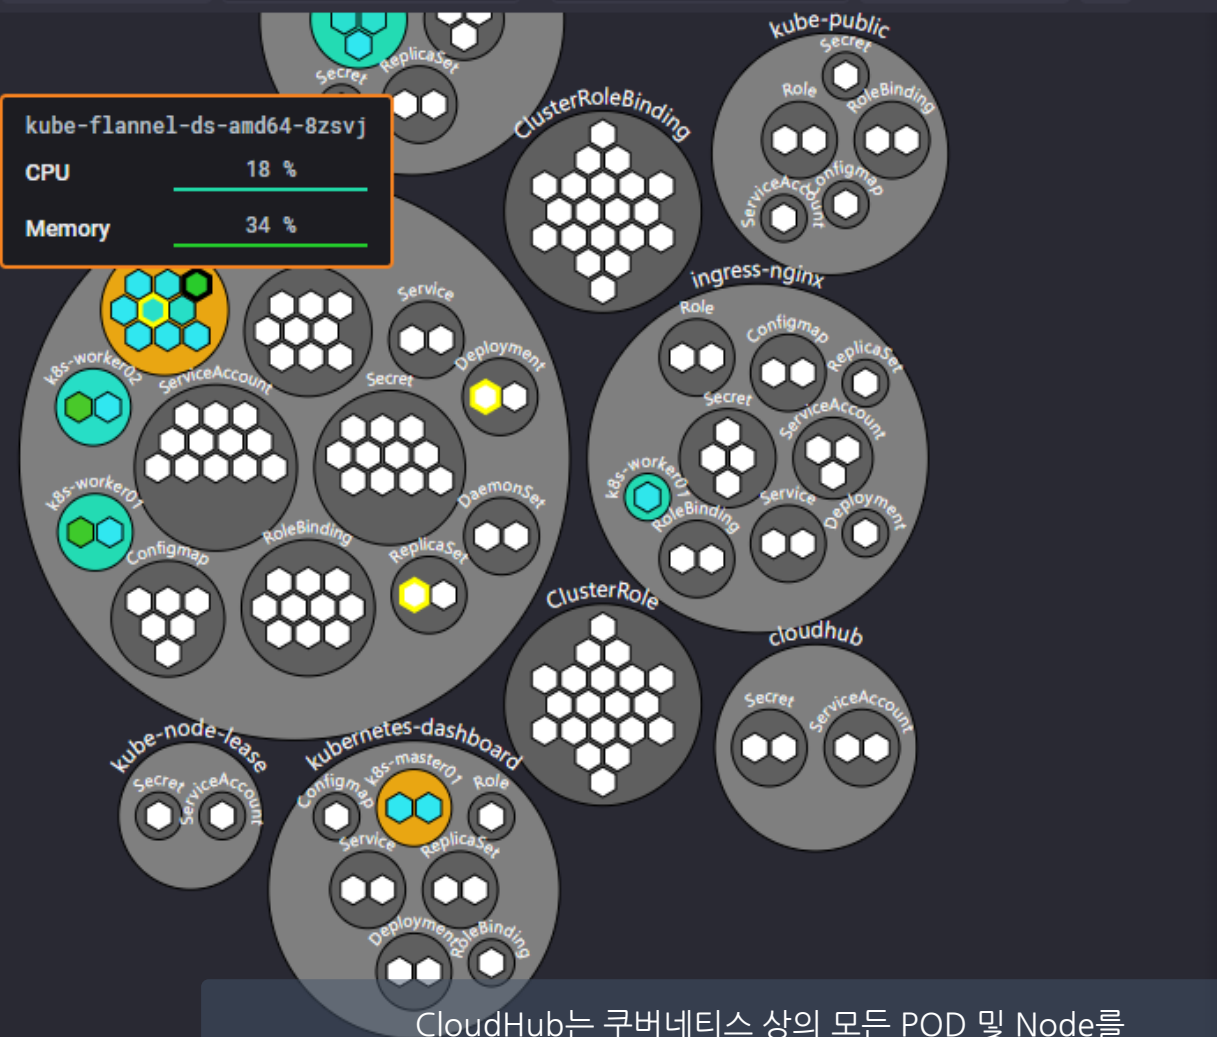 kube-public
Secret
Role
RoleBinding
ServiceAccount
Configmap
ReplicaSet
Secret
kube-flannel-ds-amd64-8zsvj
CPU 18 %
Memory 34 %
ClusterRoleBinding
ingress-nginx
Role
Configmap
ReplicaSet
Secret
ServiceAccount
k8s-worker01
RoleBinding
Service
Deployment
Service
Deployment
k8s-worker02
ServiceAccount
Secret
k8s-worker01
Configmap
RoleBinding
DaemonSet
ReplicaSet
ClusterRole
cloudhub
Secret
ServiceAccount
kube-node-lease
Secret
ServiceAccount
kubernetes-dashboard
Configmap
k8s-master01
Role
Service
ReplicaSet
Deployment
RoleBinding
CloudHub는 쿠버네티스 상의 모든 POD 및 Node를